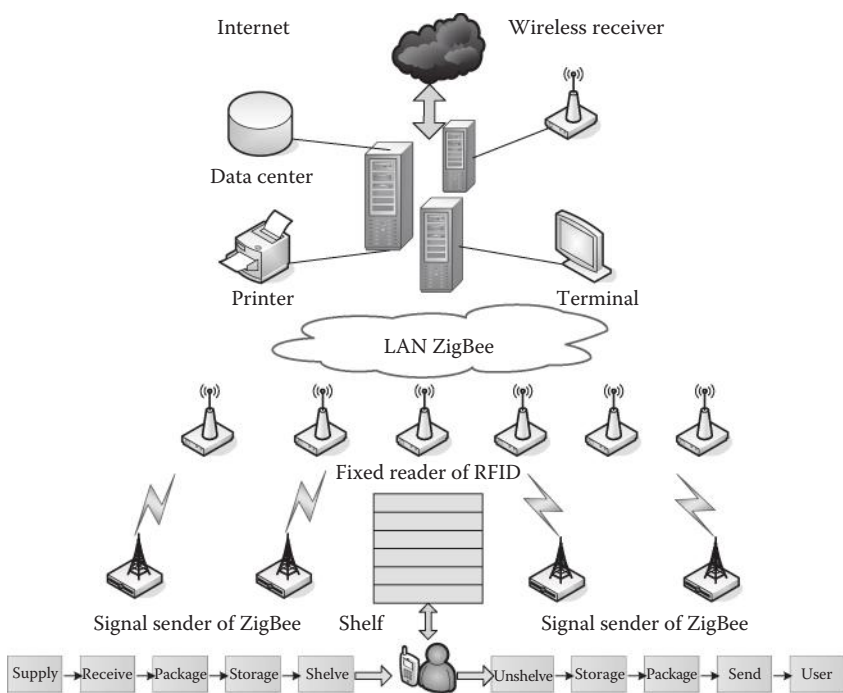 Internet
Wireless receiver
Data center
Printer
Terminal
LAN ZigBee
Fixed reader of RFID
Signal sender of ZigBee
Shelf
Signal sender of ZigBee
Supply
Receive
Package
Storage
Shelve
Unshelve
Storage
Package
Send
User